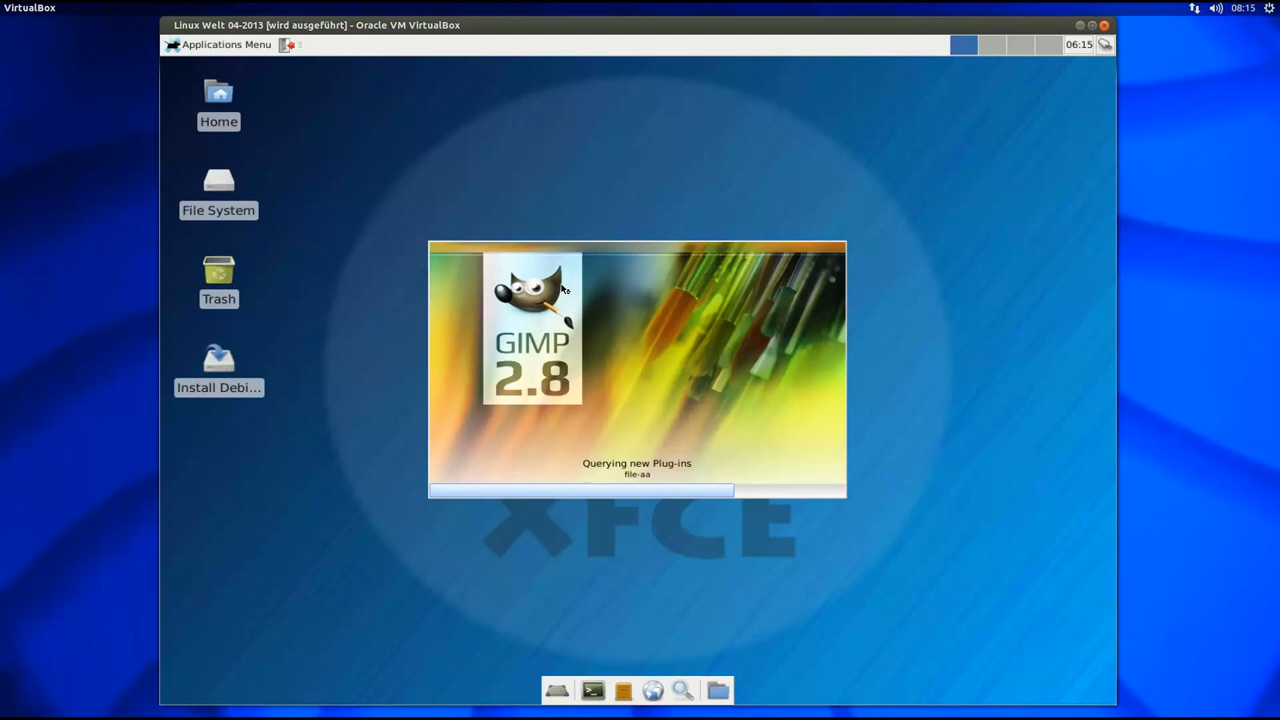 VirtualBox
08:15
Linux Welt 04-2013 [wird ausgeführt] - Oracle VM VirtualBox
Applications Menu
06:15
Home
File System
Trash
Install Debi...
GIMP
2.8
Querying new Plug-ins
file-aa
XFCE